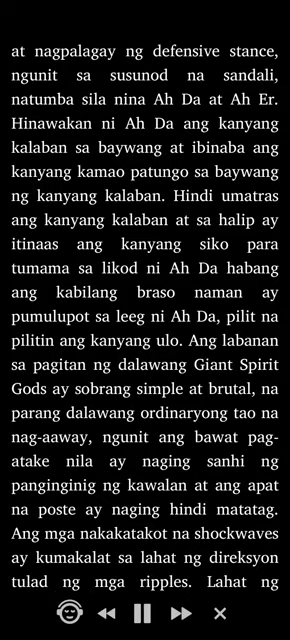 at nagpalagay ng defensive stance,
ngunit sa susunod na sandali,
natumba sila nina Ah Da at Ah Er.
Hinawakan ni Ah Da ang kanyang
kalaban sa baywang at ibinaba ang
kanyang kamao patungo sa baywang
ng kanyang kalaban. Hindi umatras
ang kanyang kalaban at sa halip ay
itinaas ang kanyang siko para
tumama sa likod ni Ah Da habang
ang kabilang braso naman ay
pumulupot sa leeg ni Ah Da, pilit na
pilitin ang kanyang ulo. Ang labanan
sa pagitan ng dalawang Giant Spirit
Gods ay sobrang simple at brutal, na
parang dalawang ordinaryong tao na
nag-aaway, ngunit ang bawat pag-
atake nila ay naging sanhi ng
panginginig ng kawalan at ang apat
na poste ay naging hindi matatag.
Ang mga nakakatakot na shockwaves
ay kumakalat sa lahat ng direksyon
tulad ng mga ripples. Lahat ng